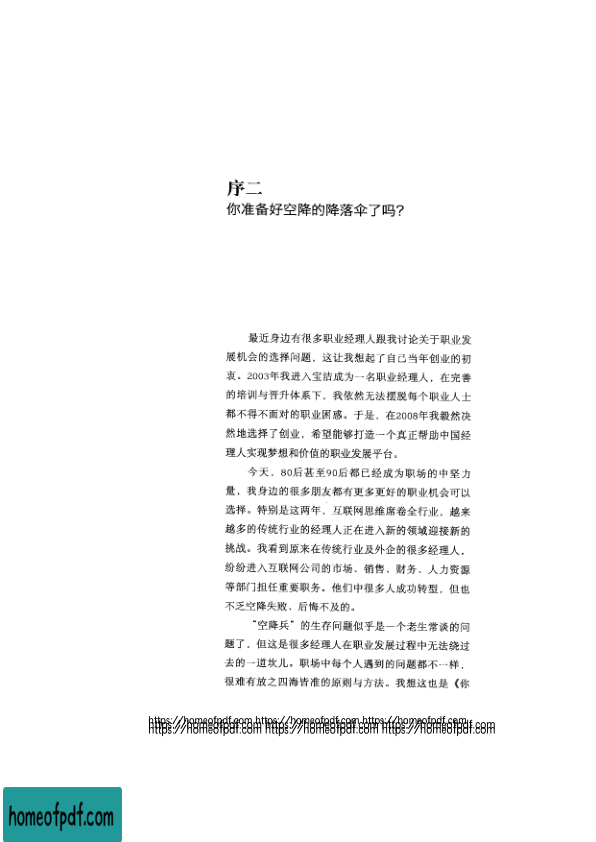 序二
你准备好空降的降落伞了吗？
最近身边有很多职业经理人跟我讨论关于职业发
展机会的选择问题，这让我想起了自己当年创业的初
衷。2003年我进入宝洁成为一名职业经理人，在完善
的培训与晋升体系下，我依然无法摆脱每个职业人士
都不得不面对的职业困惑。于是，在2008年我毅然决
然地选择了创业，希望能够打造一个真正帮助中国经
理人实现梦想和价值的职业发展平台。
今天，80后甚至90后都已经成为职场的中坚力
量，我身边的很多朋友都有更多更好的职业机会可以
选择。特别是这两年，互联网思维席卷全行业，越来
越多的传统行业的经理人正在进入新的领域迎接新的
挑战。我看到原来在传统行业及外企的很多经理人，
纷纷进入互联网公司的市场、销售、财务、人力资源
等部门担任重要职务。他们中很多人成功转型，但也
不乏空降失败、后悔不及的。
“空降兵”的生存问题似乎是一个老生常谈的问
题了，但这是很多经理人在职业发展过程中无法绕过
去的一道坎儿。职场中每个人遇到的问题都不一样，
很难有放之四海皆准的原则与方法。我想这也是《你
https://homeofpdf.com https://homeofpdf.com https://homeofpdf.com
https://homeofpdf.com https://homeofpdf.com https://homeofpdf.com
homeofpdf.com